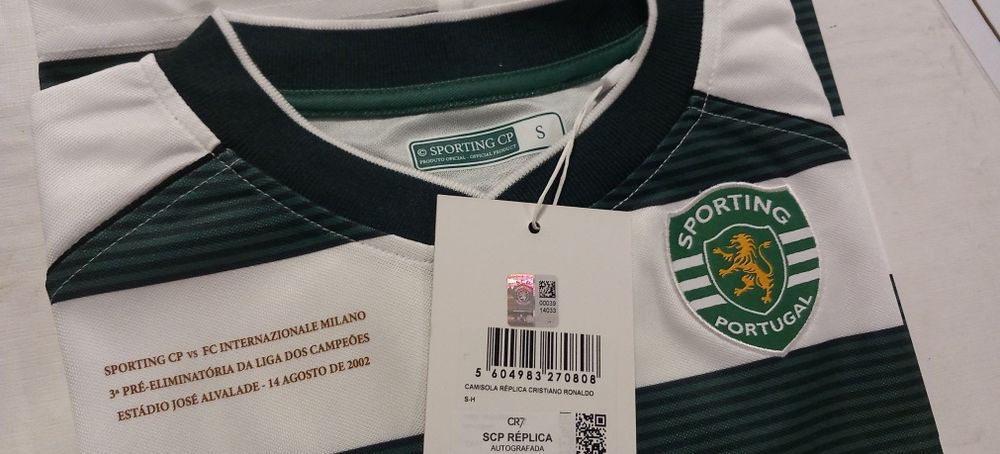 © SPORTING CP
PRODUTO OFICIAL - OFFICIAL PRODUCT
S
SPORTING
PORTUGAL
SPORTING CP vs FC INTERNAZIONALE MILANO
3ª PRÉ-ELIMINATÓRIA DA LIGA DOS CAMPEÕES
ESTÁDIO JOSÉ ALVALADE - 14 AGOSTO DE 2002
00039
14033
5 604983 270808
CAMISOLA RÉPLICA CRISTIANO RONALDO
S-H
CR7
SCP RÉPLICA
AUTOGRAFADA